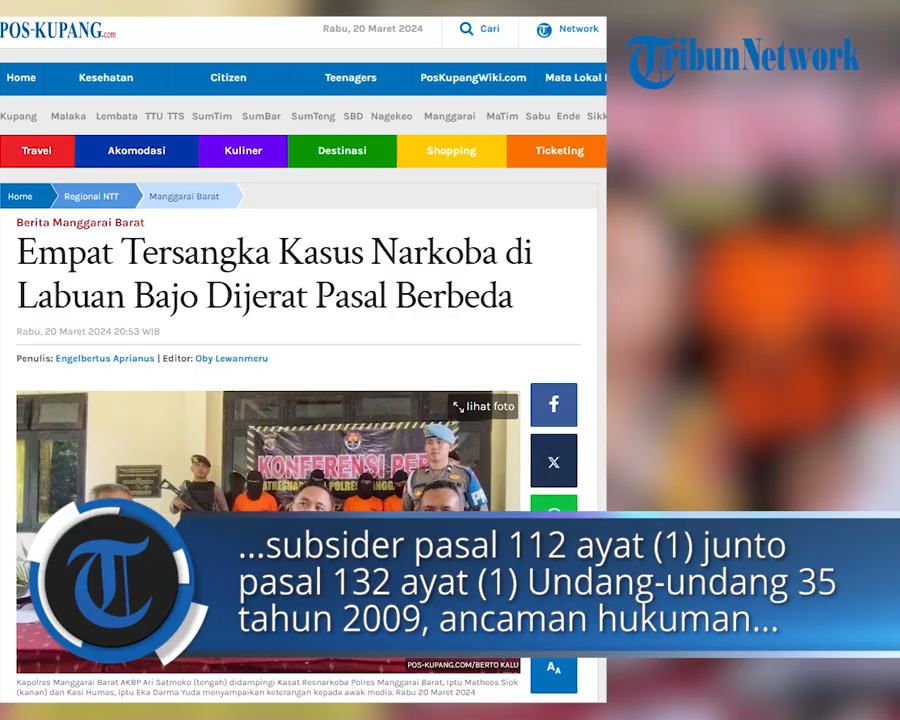 POS-KUPANG.com
Rabu, 20 Maret 2024
Cari
Network
TribunNetwork
Home
Kesehatan
Citizen
Teenagers
PosKupangWiki.com
Mata Lokal
Kupang
Malaka
Lembata
TTU
TTS
SumTim
SumBar
SumTeng
SBD
Nagekeo
Manggarai
MaTim
Sabu
Ende
Sikk
Travel
Akomodasi
Kuliner
Destinasi
Shopping
Ticketing
Home
Regional NTT
Manggarai Barat
Berita Manggarai Barat
Empat Tersangka Kasus Narkoba di
Labuan Bajo Dijerat Pasal Berbeda
Rabu, 20 Maret 2024 20:53 WIB
Penulis: Engelbertus Aprianus | Editor: Oby Lewanmeru
lihat foto
KONFERENSI PER
...subsider pasal 112 ayat (1) junto
pasal 132 ayat (1) Undang-undang 35
tahun 2009, ancaman hukuman...
POS-KUPANG.COM/BERTO KALU
AA
Kapolres Manggarai Barat AKBP Ari Satmoko (tengah) didampingi Kasat Resnarkoba Polres Manggarai Barat, Iptu Matheos Siok
(kanan) dan Kasi Humas, Iptu Eka Darma Yuda menyampaikan keterangan kepada awak media. Rabu 20 Maret 2024